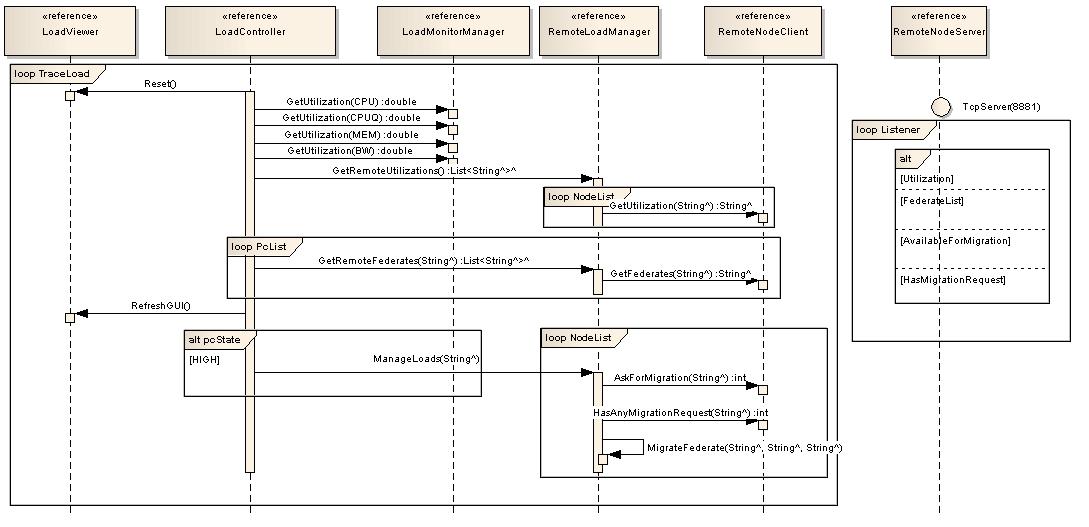 «reference»
LoadViewer
«reference»
LoadController
«reference»
LoadMonitorManager
«reference»
RemoteLoadManager
«reference»
RemoteNodeClient
«reference»
RemoteNodeServer
loop TraceLoad
Reset()
GetUtilization(CPU) :double
GetUtilization(CPUQ) :double
GetUtilization(MEM) :double
GetUtilization(BW) :double
GetRemoteUtilizations() :List<String^>^
loop NodeList
GetUtilization(String^) :String^
loop PcList
GetRemoteFederates(String^) :List<String^>^
GetFederates(String^) :String^
RefreshGUI()
alt pcState
[HIGH]
ManageLoads(String^)
loop NodeList
AskForMigration(String^) :int
HasAnyMigrationRequest(String^) :int
MigrateFederate(String^, String^, String^)
TcpServer(8881)
loop Listener
alt
[Utilization]
[FederateList]
[AvailableForMigration]
[HasMigrationRequest]